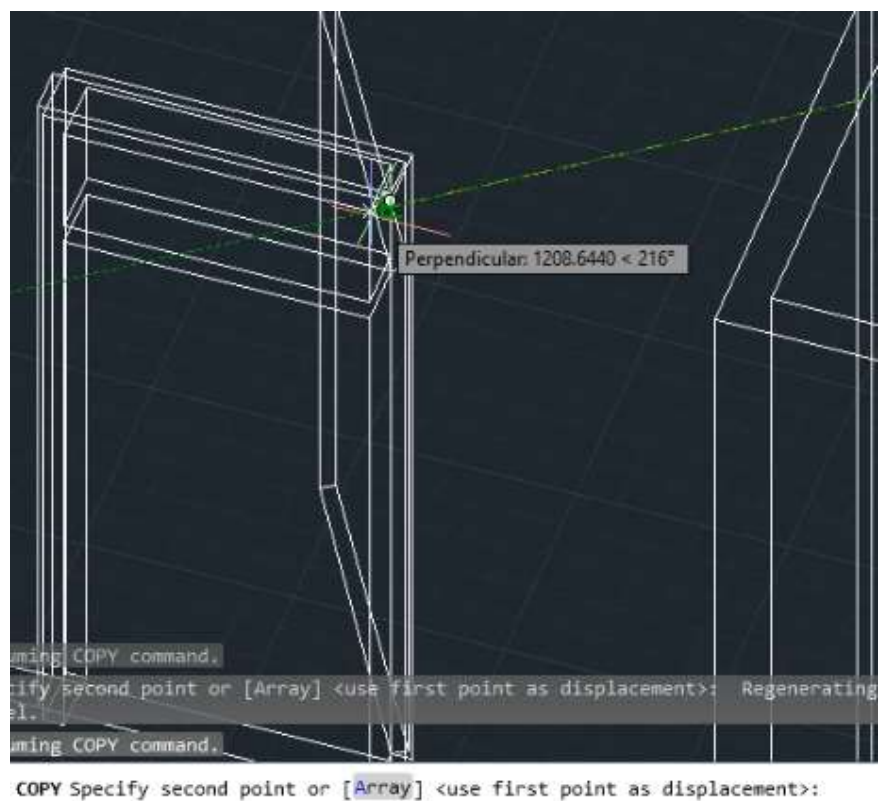 Perpendicular: 1208.6440 < 216°
uming COPY command.
cify second point or [Array] <use first point as displacement>: Regenerating
el.
uming COPY command.
COPY Specify second point or [Array] <use first point as displacement>: